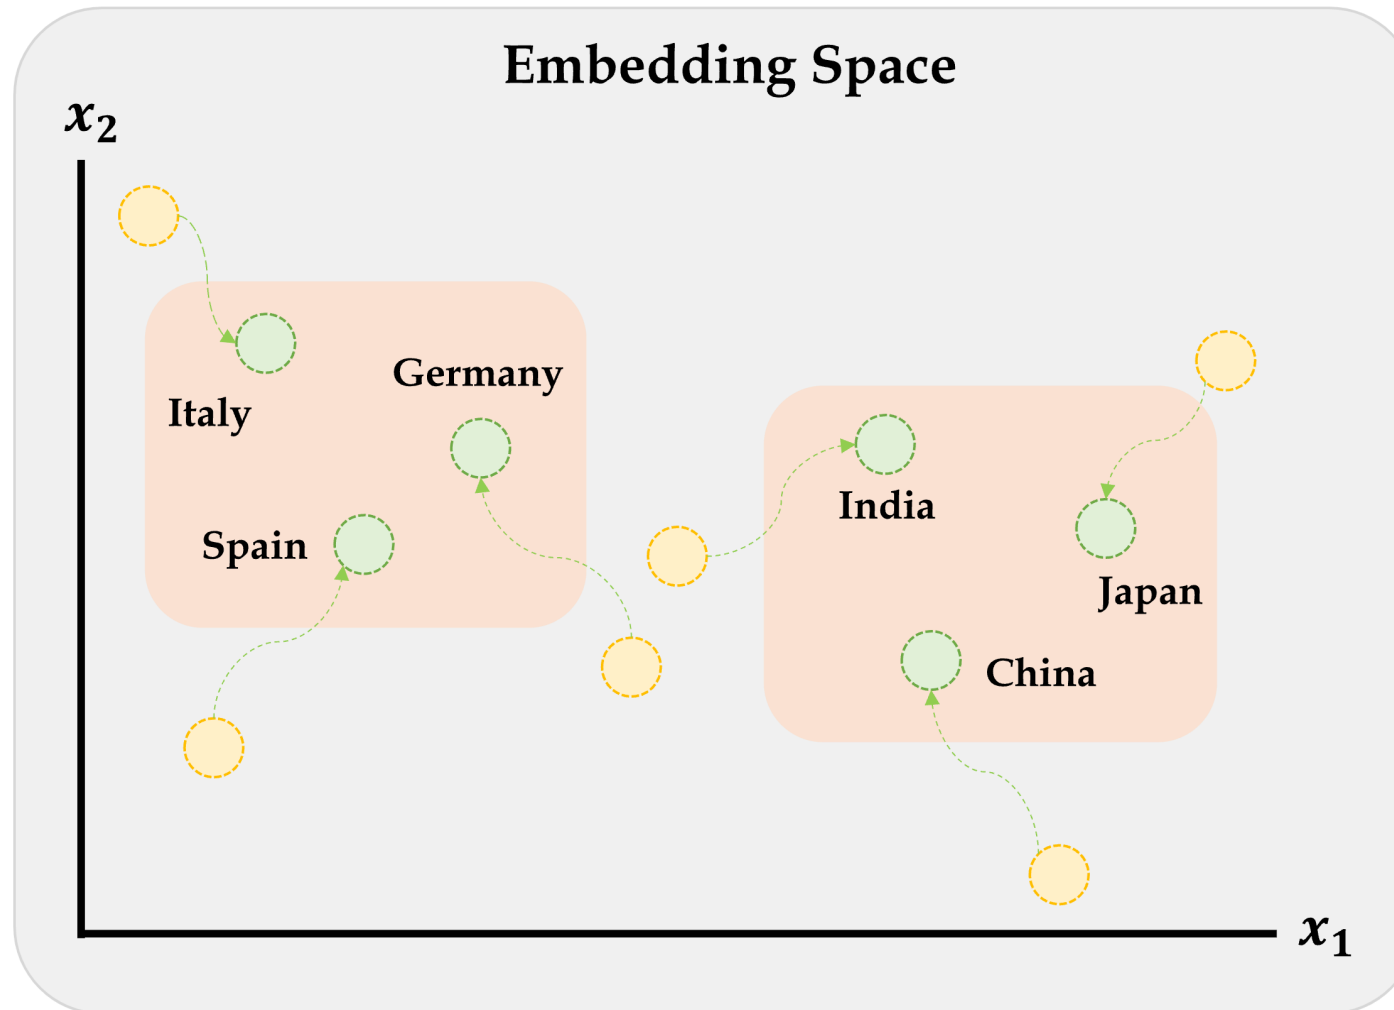 Embedding Space
x₂
Germany
Italy
India
Spain
Japan
China
x₁